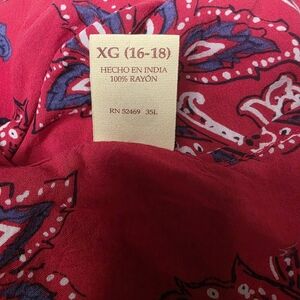 XG (16-18)
HECHO EN INDIA
100% RAYÓN
RN 52469 35L